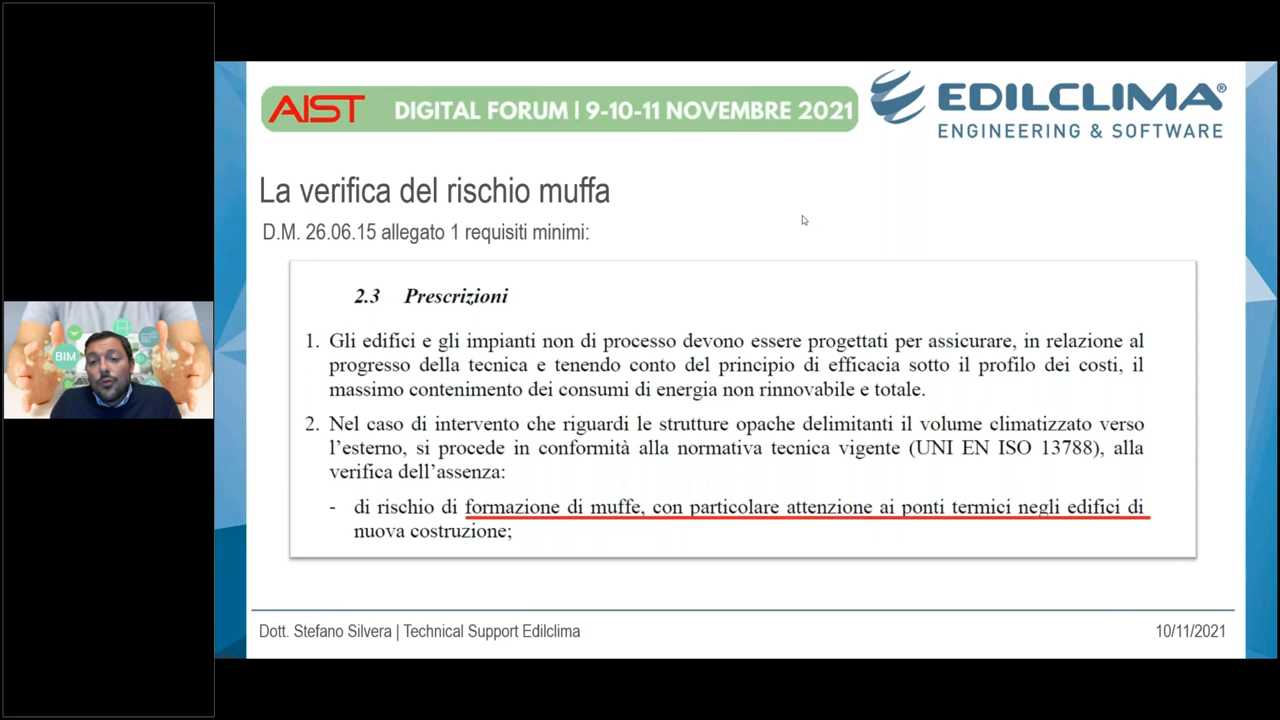 AIST DIGITAL FORUM | 9-10-11 NOVEMBRE 2021
EDILCLIMA®
ENGINEERING & SOFTWARE
La verifica del rischio muffa
D.M. 26.06.15 allegato 1 requisiti minimi:
2.3 Prescrizioni
1. Gli edifici e gli impianti non di processo devono essere progettati per assicurare, in relazione al
progresso della tecnica e tenendo conto del principio di efficacia sotto il profilo dei costi, il
massimo contenimento dei consumi di energia non rinnovabile e totale.
2. Nel caso di intervento che riguardi le strutture opache delimitanti il volume climatizzato verso
l'esterno, si procede in conformità alla normativa tecnica vigente (UNI EN ISO 13788), alla
verifica dell'assenza:
- di rischio di formazione di muffe, con particolare attenzione ai ponti termici negli edifici di
nuova costruzione;
BIM
Dott. Stefano Silvera | Technical Support Edilclima
10/11/2021